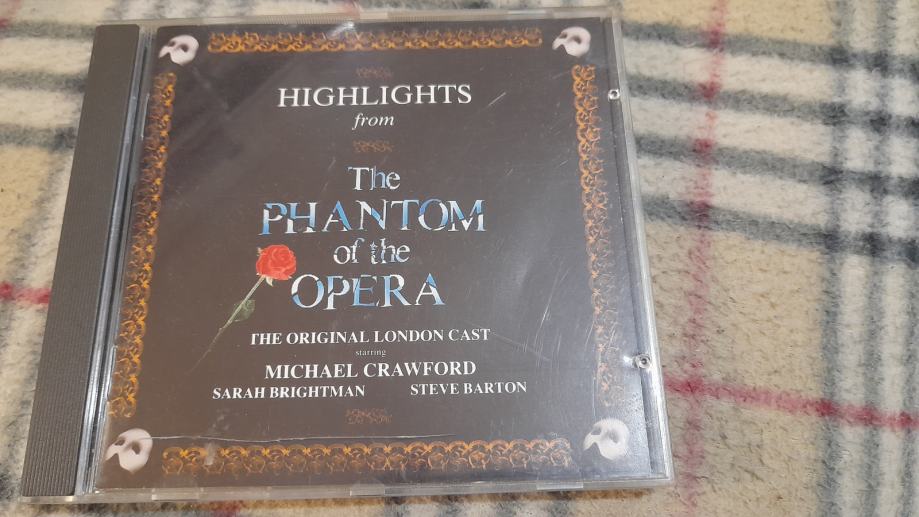 HIGHLIGHTS
from
The
PHANTOM
of the
OPERA
THE ORIGINAL LONDON CAST
starring
MICHAEL CRAWFORD
SARAH BRIGHTMAN STEVE BARTON